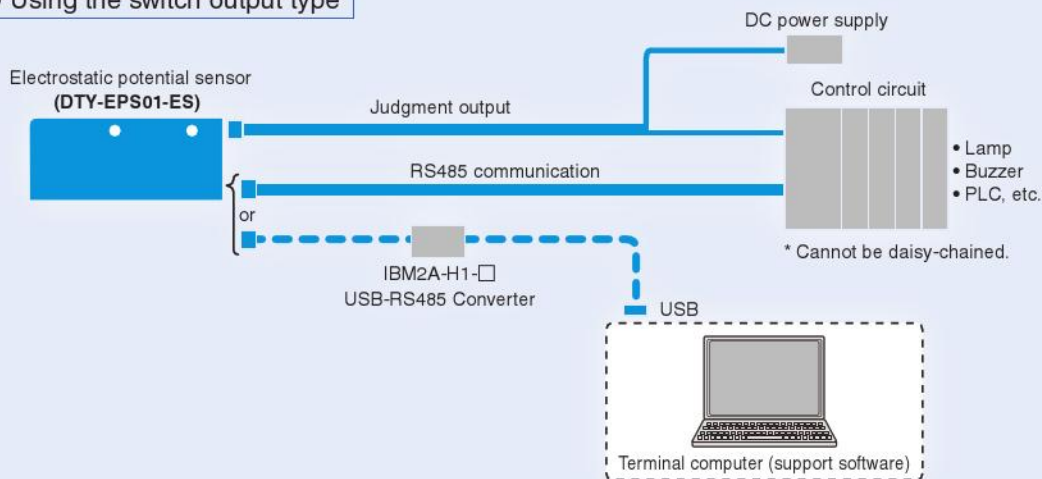 Using the switch output type
DC power supply
Electrostatic potential sensor
(DTY-EPS01-ES)
Judgment output
Control circuit
• Lamp
• Buzzer
• PLC, etc.
RS485 communication
or
* Cannot be daisy-chained.
IBM2A-H1-□
USB-RS485 Converter
USB
Terminal computer (support software)